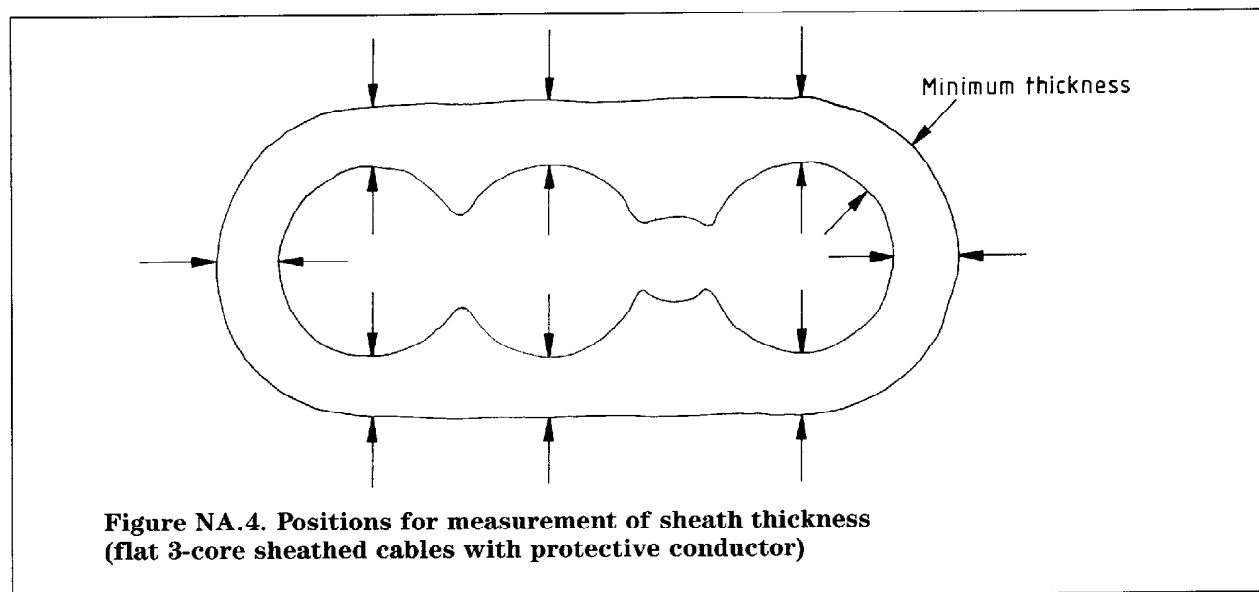 Minimum thickness
Figure NA.4. Positions for measurement of sheath thickness
(flat 3-core sheathed cables with protective conductor)